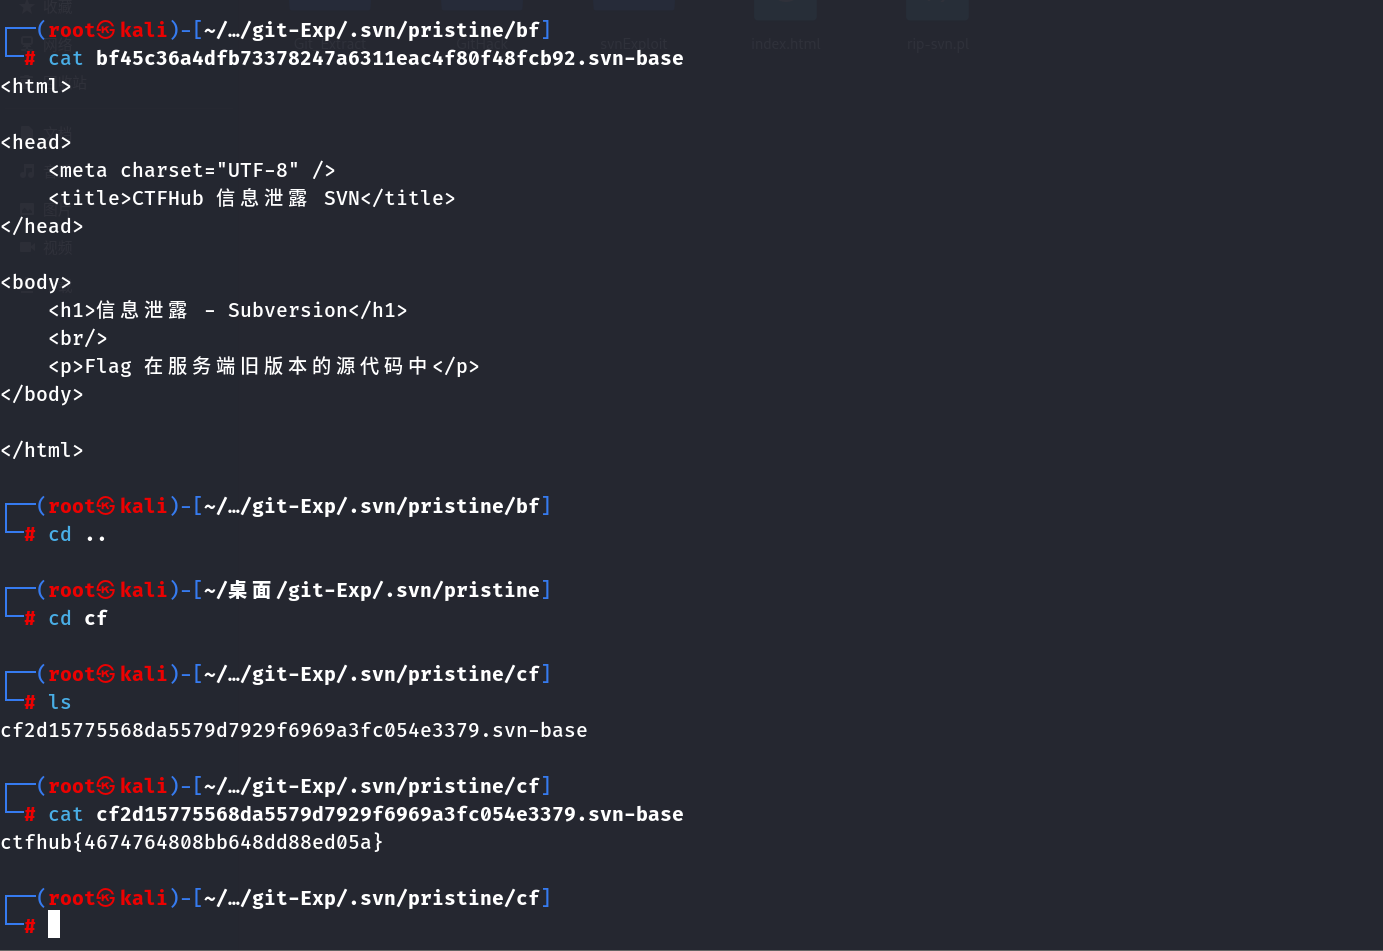 ┌──(root㉿kali)-[~/…/git-Exp/.svn/pristine/bf]
└─# cat bf45c36a4dfb73378247a6311eac4f80f48fcb92.svn-base
<html>
<head>
    <meta charset="UTF-8" />
    <title>CTFHub 信息泄露 SVN</title>
</head>
<body>
    <h1>信息泄露 - Subversion</h1>
    <br/>
    <p>Flag 在服务端旧版本的源代码中</p>
</body>
</html>
┌──(root㉿kali)-[~/…/git-Exp/.svn/pristine/bf]
└─# cd ..
┌──(root㉿kali)-[~/桌面/git-Exp/.svn/pristine]
└─# cd cf
┌──(root㉿kali)-[~/…/git-Exp/.svn/pristine/cf]
└─# ls
cf2d15775568da5579d7929f6969a3fc054e3379.svn-base
┌──(root㉿kali)-[~/…/git-Exp/.svn/pristine/cf]
└─# cat cf2d15775568da5579d7929f6969a3fc054e3379.svn-base
ctfhub{4674764808bb648dd88ed05a}
┌──(root㉿kali)-[~/…/git-Exp/.svn/pristine/cf]
└─#